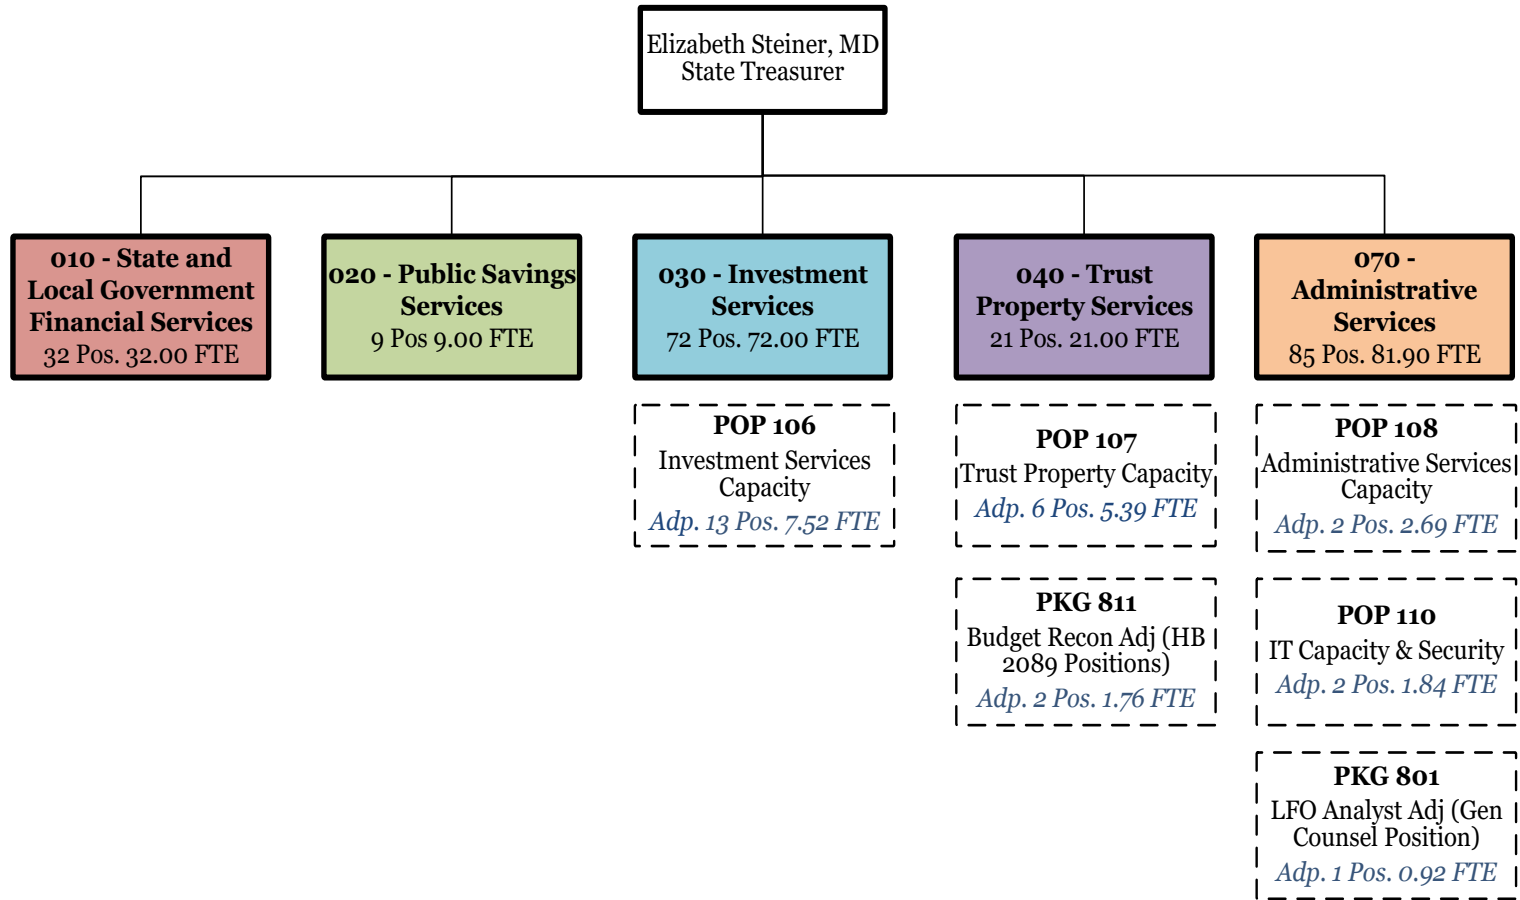 Elizabeth Steiner, MD
State Treasurer
010 - State and
Local Government
Financial Services
32 Pos. 32.00 FTE
020 - Public Savings
Services
9 Pos 9.00 FTE
030 - Investment
Services
72 Pos. 72.00 FTE
040 - Trust
Property Services
21 Pos. 21.00 FTE
070 -
Administrative
Services
85 Pos. 81.90 FTE
POP 106
Investment Services
Capacity
Adp. 13 Pos. 7.52 FTE
POP 107
Trust Property Capacity
Adp. 6 Pos. 5.39 FTE
PKG 811
Budget Recon Adj (HB
2089 Positions)
Adp. 2 Pos. 1.76 FTE
POP 108
Administrative Services
Capacity
Adp. 2 Pos. 2.69 FTE
POP 110
IT Capacity & Security
Adp. 2 Pos. 1.84 FTE
PKG 801
LFO Analyst Adj (Gen
Counsel Position)
Adp. 1 Pos. 0.92 FTE